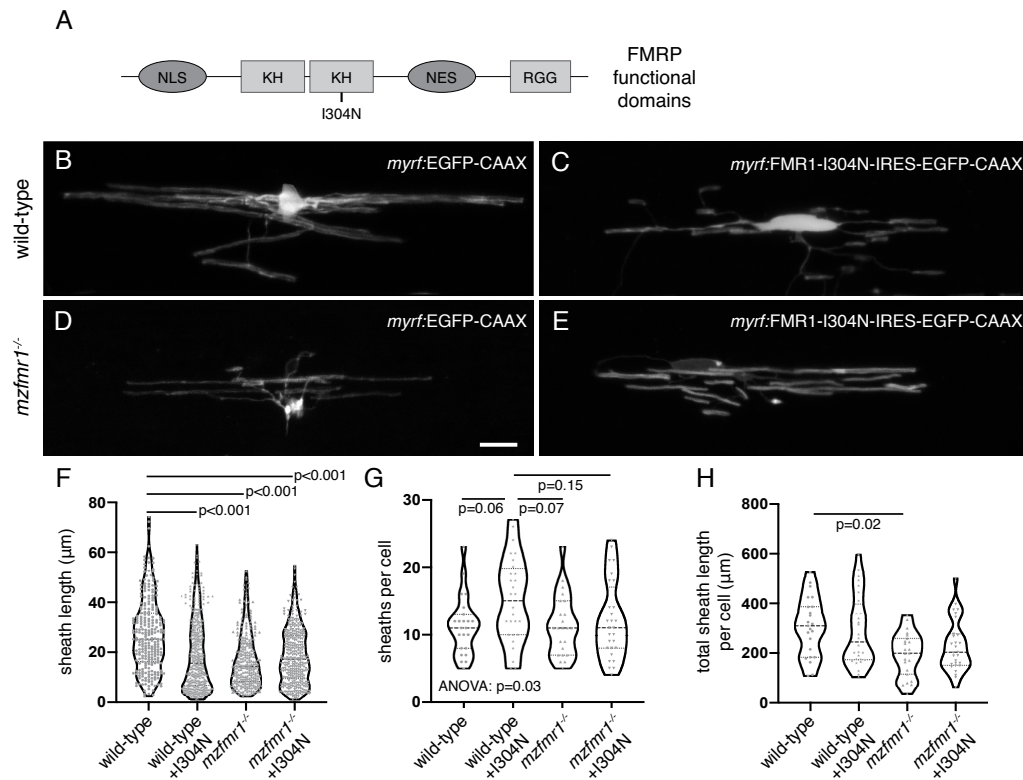 A
NLS
KH
KH
NES
RGG
I304N
FMRP
functional
domains
wild-type
B
myrf:EGFP-CAAX
C
myrf:FMR1-I304N-IRES-EGFP-CAAX
mzfmr1-/-
D
myrf:EGFP-CAAX
E
myrf:FMR1-I304N-IRES-EGFP-CAAX
F
p<0.001
p<0.001
p<0.001
sheath length (µm)
80
60
40
20
0
wild-type
wild-type
+I304N
mzfmr1-/-
mzfmr1-/-
+I304N
G
p=0.15
p=0.06
p=0.07
sheaths per cell
30
20
10
0
ANOVA: p=0.03
wild-type
wild-type
+I304N
mzfmr1-/-
mzfmr1-/-
+I304N
H
p=0.02
total sheath length
per cell (µm)
800
600
400
200
0
wild-type
wild-type
+I304N
mzfmr1-/-
mzfmr1-/-
+I304N